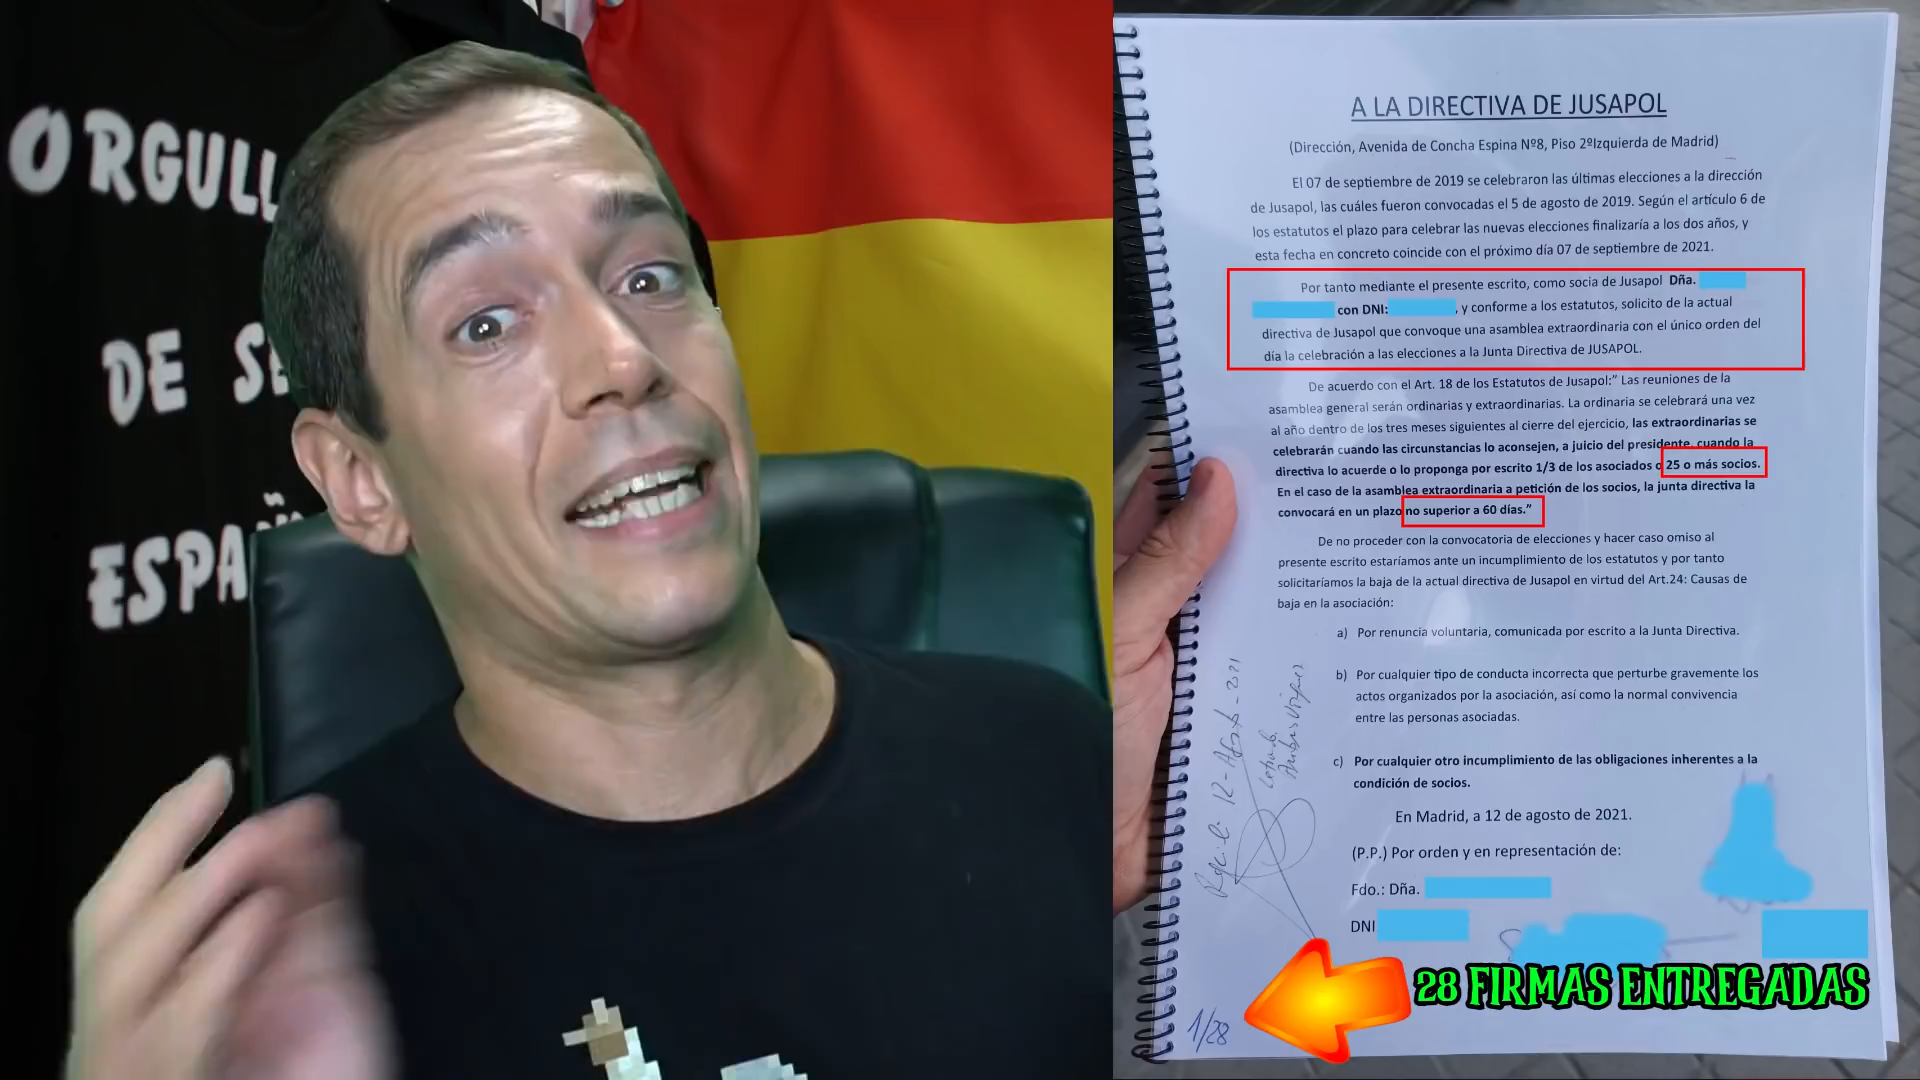 ORGULL
DE SE
ESPAÑ
A LA DIRECTIVA DE JUSAPOL
(Dirección, Avenida de Concha Espina Nº8, Piso 2ºIzquierda de Madrid)
El 07 de septiembre de 2019 se celebraron las últimas elecciones a la dirección
de Jusapol, las cuáles fueron convocadas el 5 de agosto de 2019. Según el artículo 6 de
los estatutos el plazo para celebrar las nuevas elecciones finalizaría a los dos años, y
esta fecha en concreto coincide con el próximo día 07 de septiembre de 2021.
Por tanto mediante el presente escrito, como socia de Jusapol Dña.
con DNI: , y conforme a los estatutos, solicito de la actual
directiva de Jusapol que convoque una asamblea extraordinaria con el único orden del
día la celebración a las elecciones a la Junta Directiva de JUSAPOL.
De acuerdo con el Art. 18 de los Estatutos de Jusapol:" Las reuniones de la
asamblea general serán ordinarias y extraordinarias. La ordinaria se celebrará una vez
al año dentro de los tres meses siguientes al cierre del ejercicio, las extraordinarias se
celebrarán cuando las circunstancias lo aconsejen, a juicio del presidente, cuando la
directiva lo acuerde o lo proponga por escrito 1/3 de los asociados o 25 o más socios.
En el caso de la asamblea extraordinaria a petición de los socios, la junta directiva la
convocará en un plazo no superior a 60 días."
De no proceder con la convocatoria de elecciones y hacer caso omiso al
presente escrito estaríamos ante un incumplimiento de los estatutos y por tanto
solicitaríamos la baja de la actual directiva de Jusapol en virtud del Art.24: Causas de
baja en la asociación:
a) Por renuncia voluntaria, comunicada por escrito a la Junta Directiva.
b) Por cualquier tipo de conducta incorrecta que perturbe gravemente los
actos organizados por la asociación, así como la normal convivencia
entre las personas asociadas.
c) Por cualquier otro incumplimiento de las obligaciones inherentes a la
condición de socios.
En Madrid, a 12 de agosto de 2021.
(P.P.) Por orden y en representación de:
Fdo.: Dña.
DNI
12-Agosto-2021
28 FIRMAS ENTREGADAS
1/28